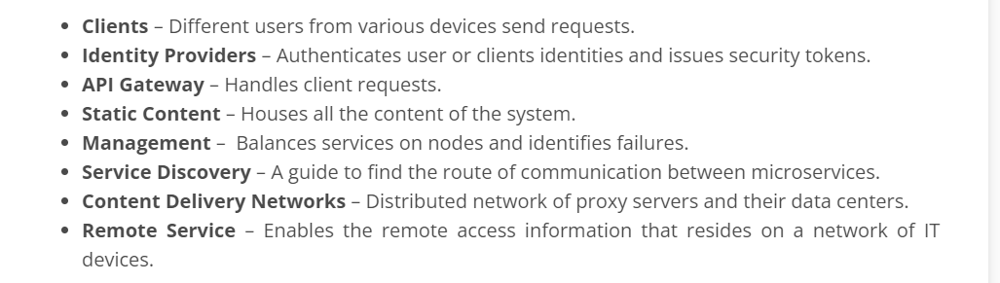 • Clients – Different users from various devices send requests.
• Identity Providers – Authenticates user or clients identities and issues security tokens.
• API Gateway – Handles client requests.
• Static Content – Houses all the content of the system.
• Management –  Balances services on nodes and identifies failures.
• Service Discovery – A guide to find the route of communication between microservices.
• Content Delivery Networks – Distributed network of proxy servers and their data centers.
• Remote Service – Enables the remote access information that resides on a network of IT
devices.